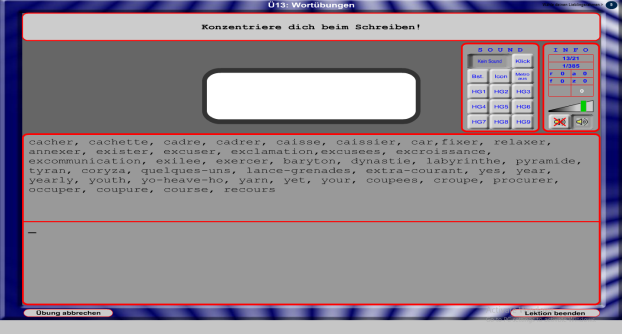 Ü13: Wortübungen
Konzentriere dich beim Schreiben!
S O U N D
Kein Sound Klick
Bst. Icon Metro aus
HG1 HG2 HG3
HG4 HG5 HG6
HG7 HG8 HG9
I N F O
13/21
1/385
r 0 a 0
f 0 z 0
0
cacher, cachette, cadre, cadrer, caisse, caissier, car,fixer, relaxer,
annexer, exister, excuser, exclamation,excusees, excroissance,
excommunication, exilee, exercer, baryton, dynastie, labyrinthe, pyramide,
tyran, coryza, quelques-uns, lance-grenades, extra-courant, yes, year,
yearly, youth, yo-heave-ho, yarn, yet, your, coupees, croupe, procurer,
occuper, coupure, course, recours
Übung abbrechen
Lektion beenden